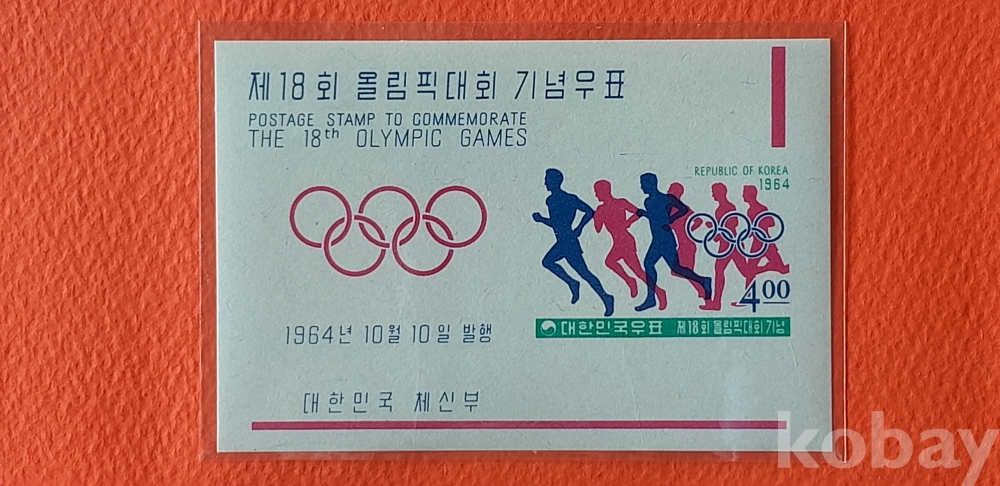 제18회 올림픽대회 기념우표
POSTAGE STAMP TO COMMEMORATE
THE 18th OLYMPIC GAMES
REPUBLIC OF KOREA
1964
4 00
대한민국우표 제18회 올림픽대회기념
1964년 10월 10일 발행
대한민국 체신부
kobay